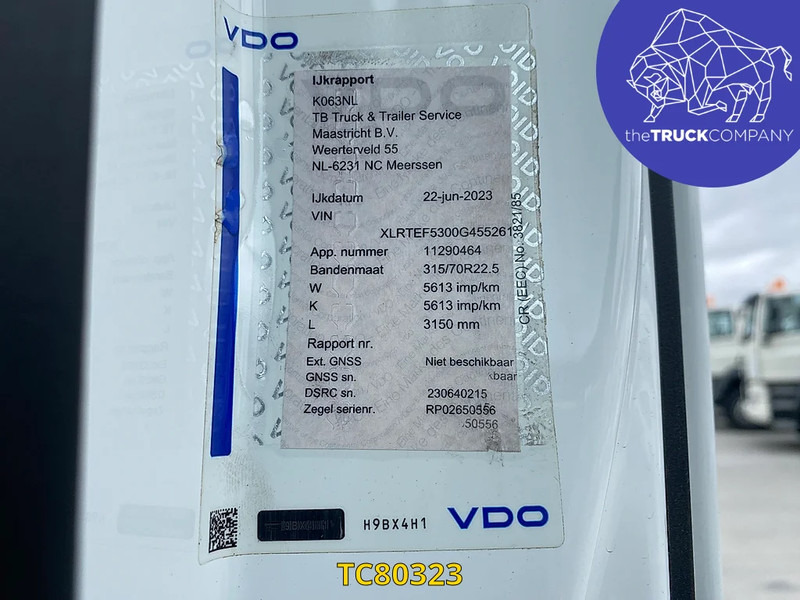 VDO
theTRUCKCOMPANY
IJkrapport
K063NL
TB Truck & Trailer Service
Maastricht B.V.
Weerterveld 55
NL-6231 NC Meerssen
IJkdatum 22-jun-2023
VIN
XLRTEF5300G455261
App. nummer 11290464
Bandenmaat 315/70R22.5
W 5613 imp/km
K 5613 imp/km
L 3150 mm
Rapport nr.
Ext. GNSS Niet beschikbaar
GNSS sn. kbaar
DSRC sn. 230640215
Zegel serienr. RP02650556
.50556
CR (EEC) No. 3821/85
H9BX4H1 VDO
TC80323